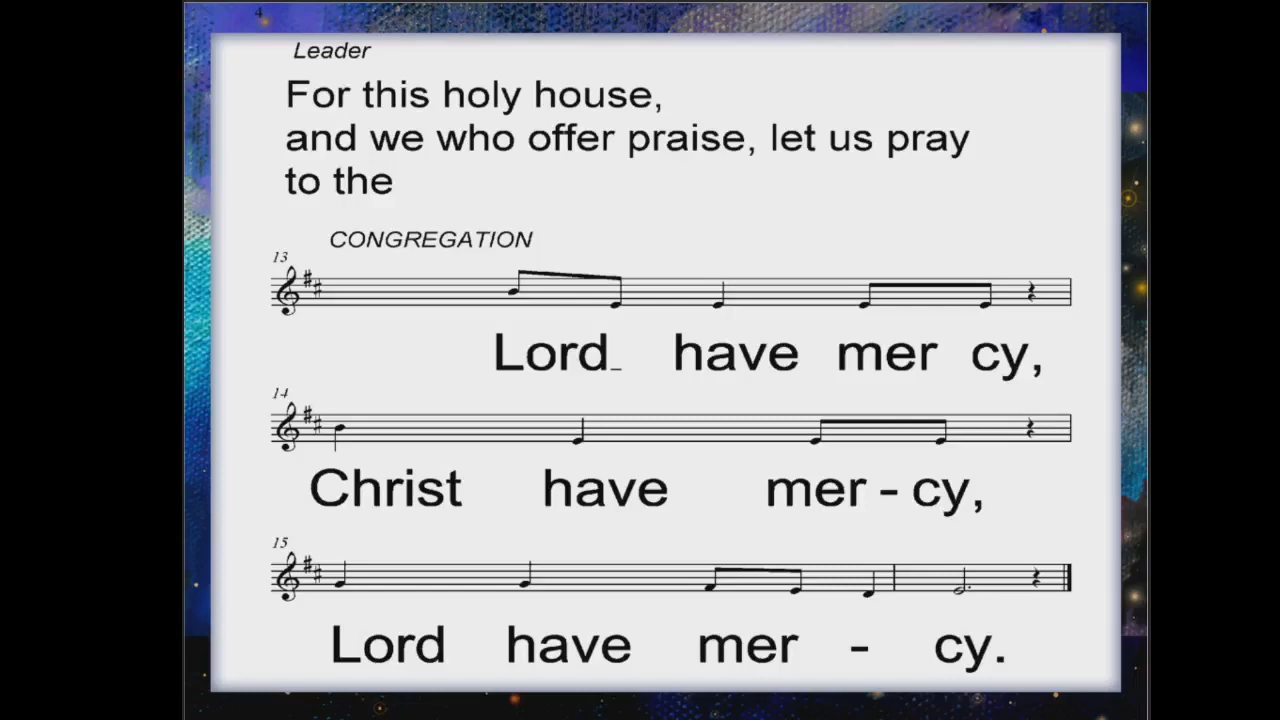 4
Leader
For this holy house,
and we who offer praise, let us pray
to the
CONGREGATION
13
Lord_ have mer cy,
14
Christ have mer - cy,
15
Lord have mer - cy.